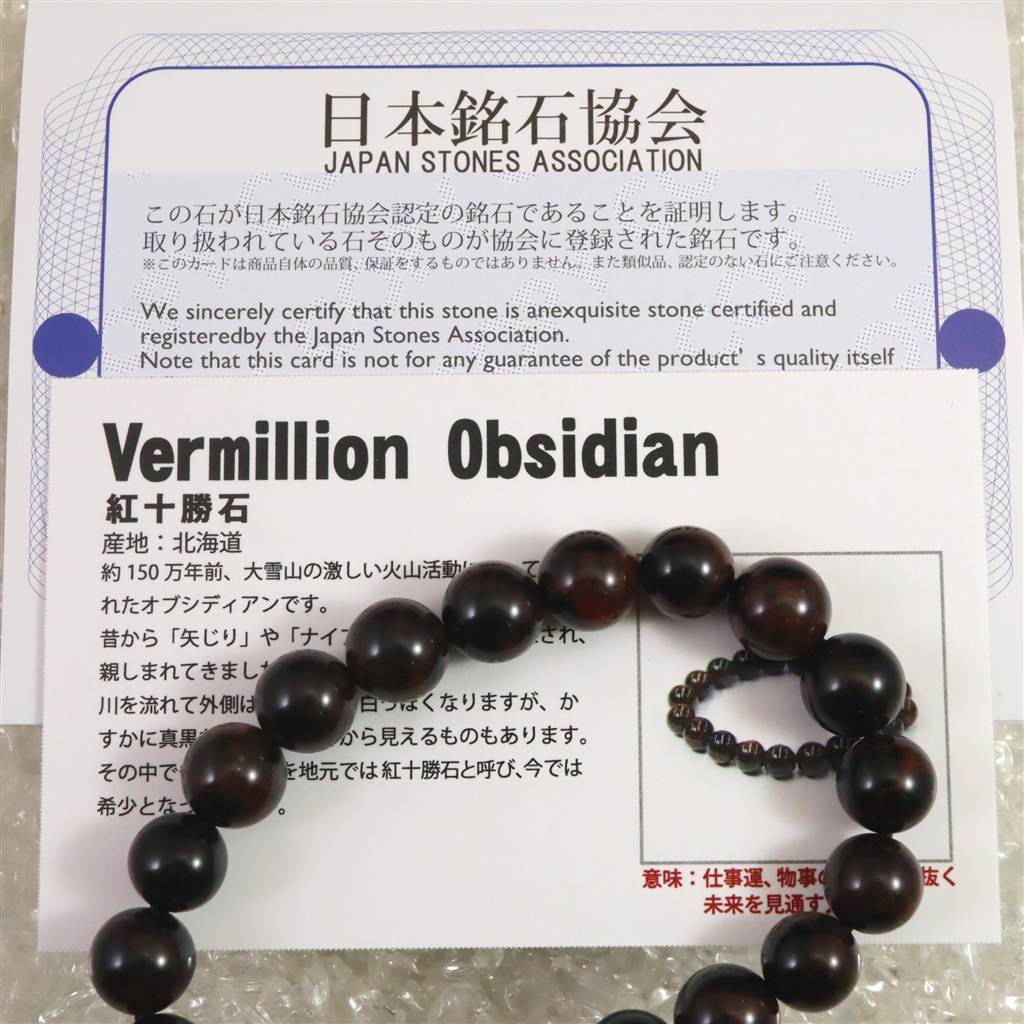 日本銘石協会
JAPAN STONES ASSOCIATION
この石が日本銘石協会認定の銘石であることを証明します。
取り扱われている石そのものが協会に登録された銘石です。
※このカードは商品自体の品質、保証をするものではありません。また類似品、認定のない石にご注意ください。
We sincerely certify that this stone is anexquisite stone certified and
registeredby the Japan Stones Association.
Note that this card is not for any guarantee of the product's quality itself
Vermillion Obsidian
紅十勝石
産地：北海道
約150万年前、大雪山の激しい火山活動に て
れたオブシディアンです。
昔から「矢じり」や「ナイフ され、
親しまれてきました
川を流れて外側は 白っぽくなりますが、か
すかに真黒 から見えるものもあります。
その中で を地元では紅十勝石と呼び、今では
希少とな 。
意味：仕事運、物事の 抜く
未来を見通す